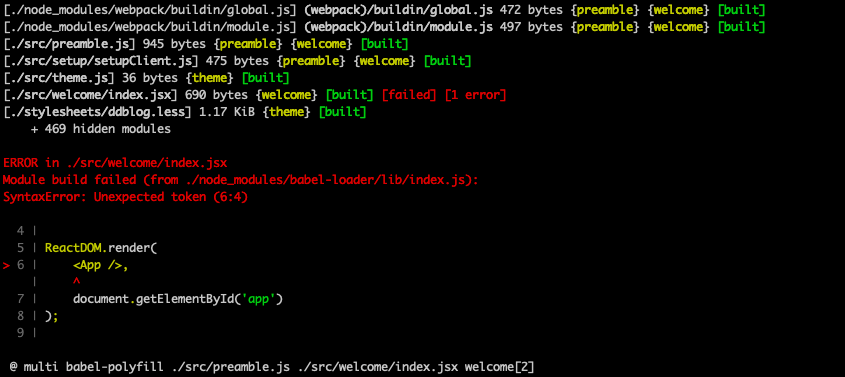 [./node_modules/webpack/buildin/global.js] (webpack)/buildin/global.js 472 bytes {preamble} {welcome} [built]
[./node_modules/webpack/buildin/module.js] (webpack)/buildin/module.js 497 bytes {preamble} {welcome} [built]
[./src/preamble.js] 945 bytes {preamble} {welcome} [built]
[./src/setup/setupClient.js] 475 bytes {preamble} {welcome} [built]
[./src/theme.js] 36 bytes {theme} [built]
[./src/welcome/index.jsx] 690 bytes {welcome} [built] [failed] [1 error]
[./stylesheets/ddblog.less] 1.17 KiB {theme} [built]
    + 469 hidden modules
ERROR in ./src/welcome/index.jsx
Module build failed (from ./node_modules/babel-loader/lib/index.js):
SyntaxError: Unexpected token (6:4)
  4 |
  5 | ReactDOM.render(
> 6 |     <App />,
    |     ^
  7 |     document.getElementById('app')
  8 | );
  9 |
 @ multi babel-polyfill ./src/preamble.js ./src/welcome/index.jsx welcome[2]